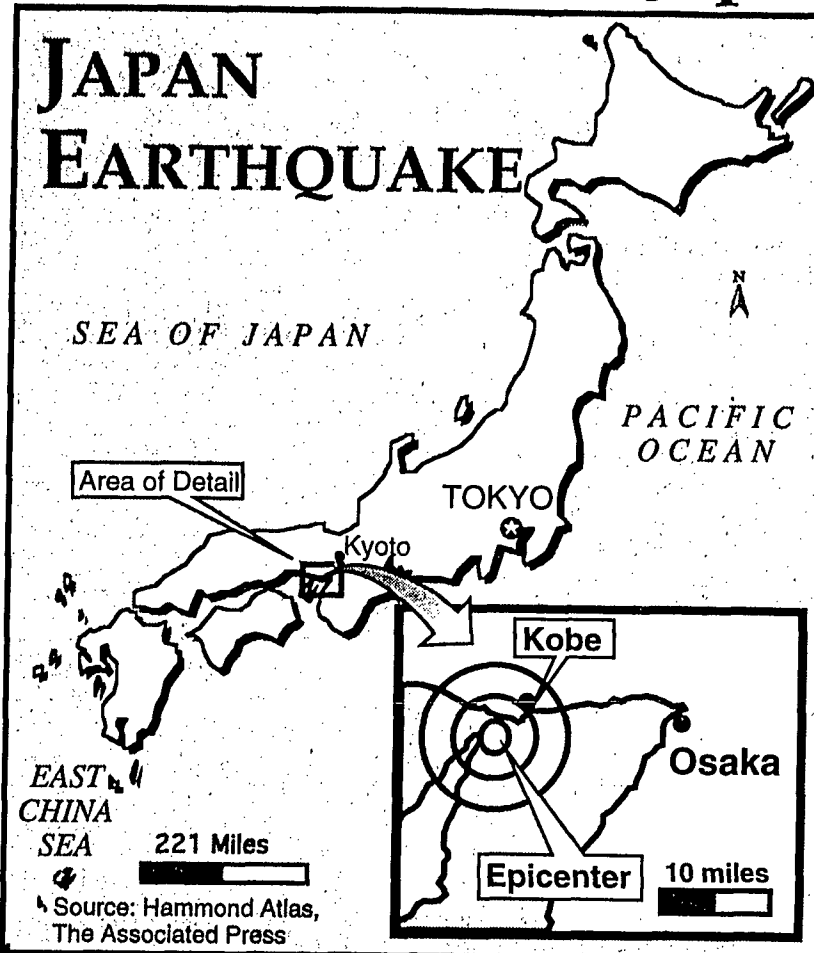 JAPAN
EARTHQUAKE
N
SEA OF JAPAN
PACIFIC
OCEAN
Area of Detail
TOKYO
Kyoto
Kobe
Osaka
EAST
CHINA
SEA
221 Miles
Epicenter
10 miles
Source: Hammond Atlas,
The Associated Press